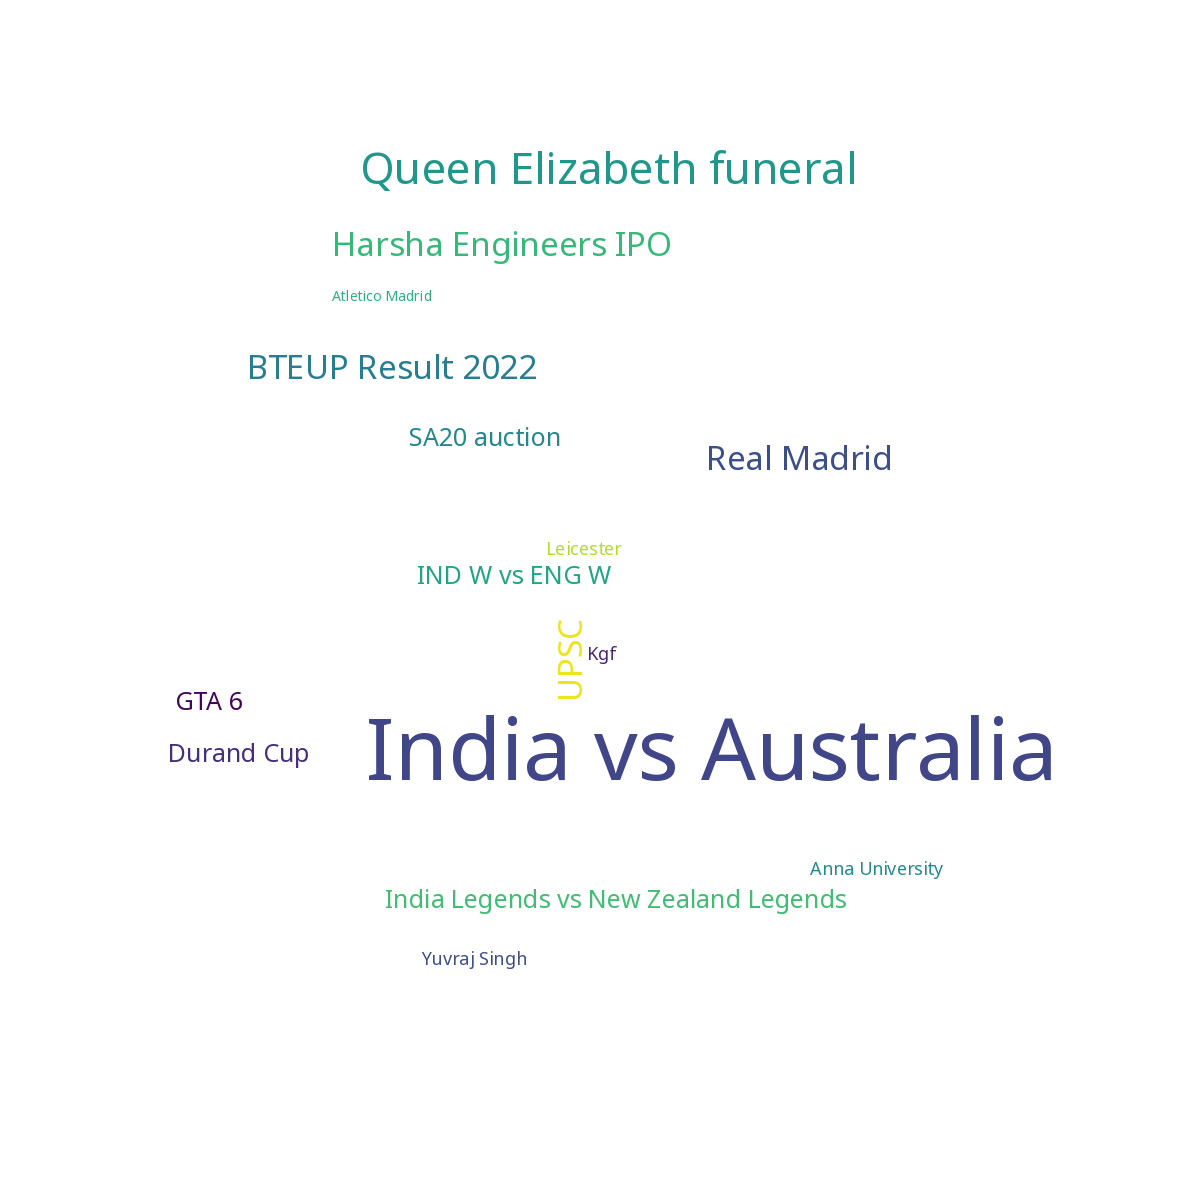 Queen Elizabeth funeral
Harsha Engineers IPO
Atletico Madrid
BTEUP Result 2022
SA20 auction
Real Madrid
Leicester
IND W vs ENG W
UPSC
Kgf
GTA 6
Durand Cup
India vs Australia
Anna University
India Legends vs New Zealand Legends
Yuvraj Singh